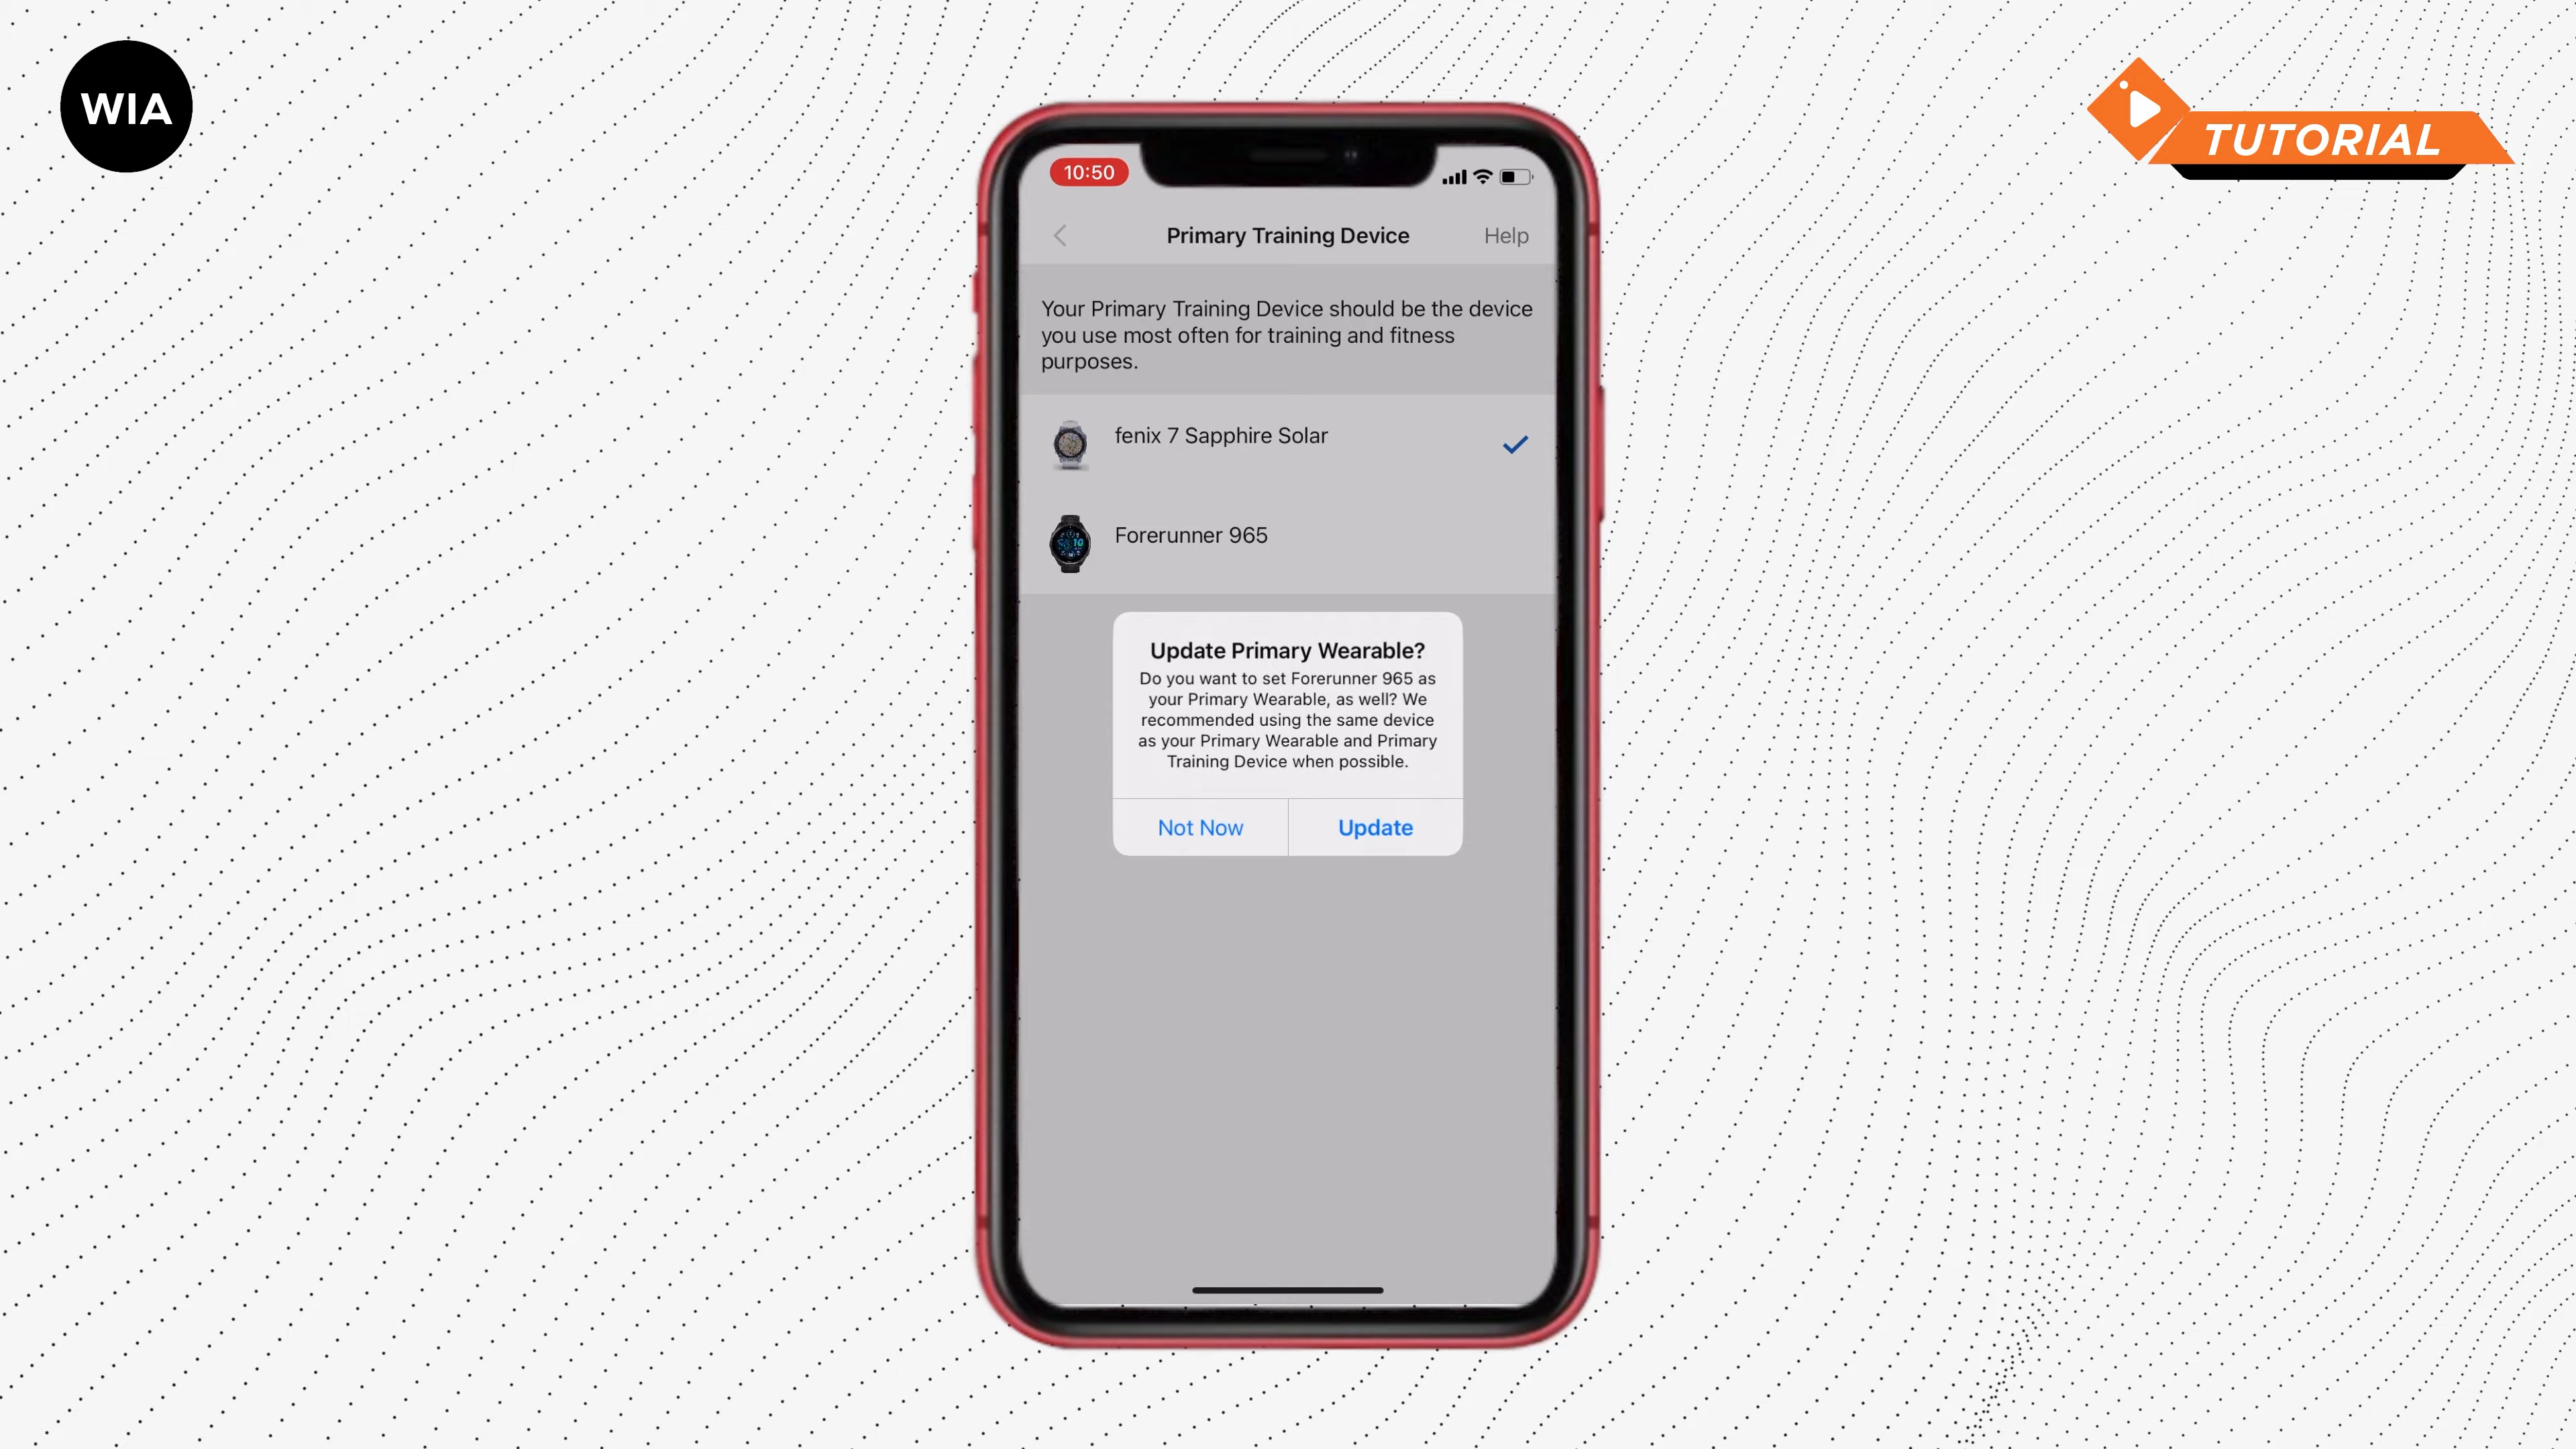 WIA
TUTORIAL
10:50
Primary Training Device
Help
Your Primary Training Device should be the device
you use most often for training and fitness
purposes.
fenix 7 Sapphire Solar
Forerunner 965
Update Primary Wearable?
Do you want to set Forerunner 965 as
your Primary Wearable, as well? We
recommended using the same device
as your Primary Wearable and Primary
Training Device when possible.
Not Now
Update